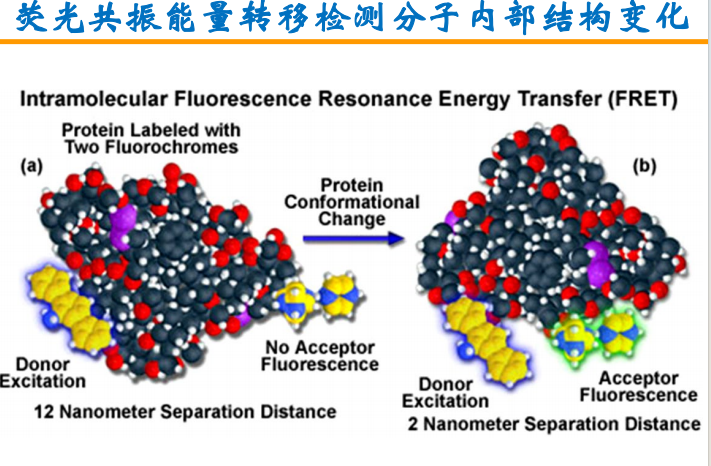 荧光共振能量转移检测分子内部结构变化
Intramolecular Fluorescence Resonance Energy Transfer (FRET)
Protein Labeled with
Two Fluorochromes
(a)
Protein
Conformational
Change
(b)
Donor
Excitation
No Acceptor
Fluorescence
12 Nanometer Separation Distance
Donor
Excitation
Acceptor
Fluorescence
2 Nanometer Separation Distance